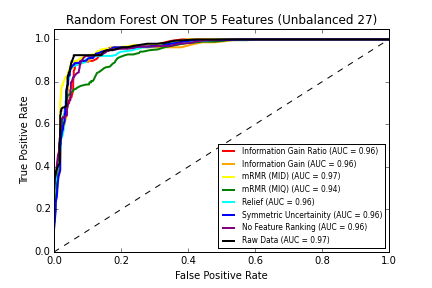 Random Forest ON TOP 5 Features (Unbalanced 27)
1.0
0.8
0.6
0.4
0.2
0.0
True Positive Rate
Information Gain Ratio (AUC = 0.96)
Information Gain (AUC = 0.96)
mRMR (MID) (AUC = 0.97)
mRMR (MIQ) (AUC = 0.94)
Relief (AUC = 0.96)
Symmetric Uncertainity (AUC = 0.96)
No Feature Ranking (AUC = 0.96)
Raw Data (AUC = 0.97)
0.0 0.2 0.4 0.6 0.8 1.0
False Positive Rate